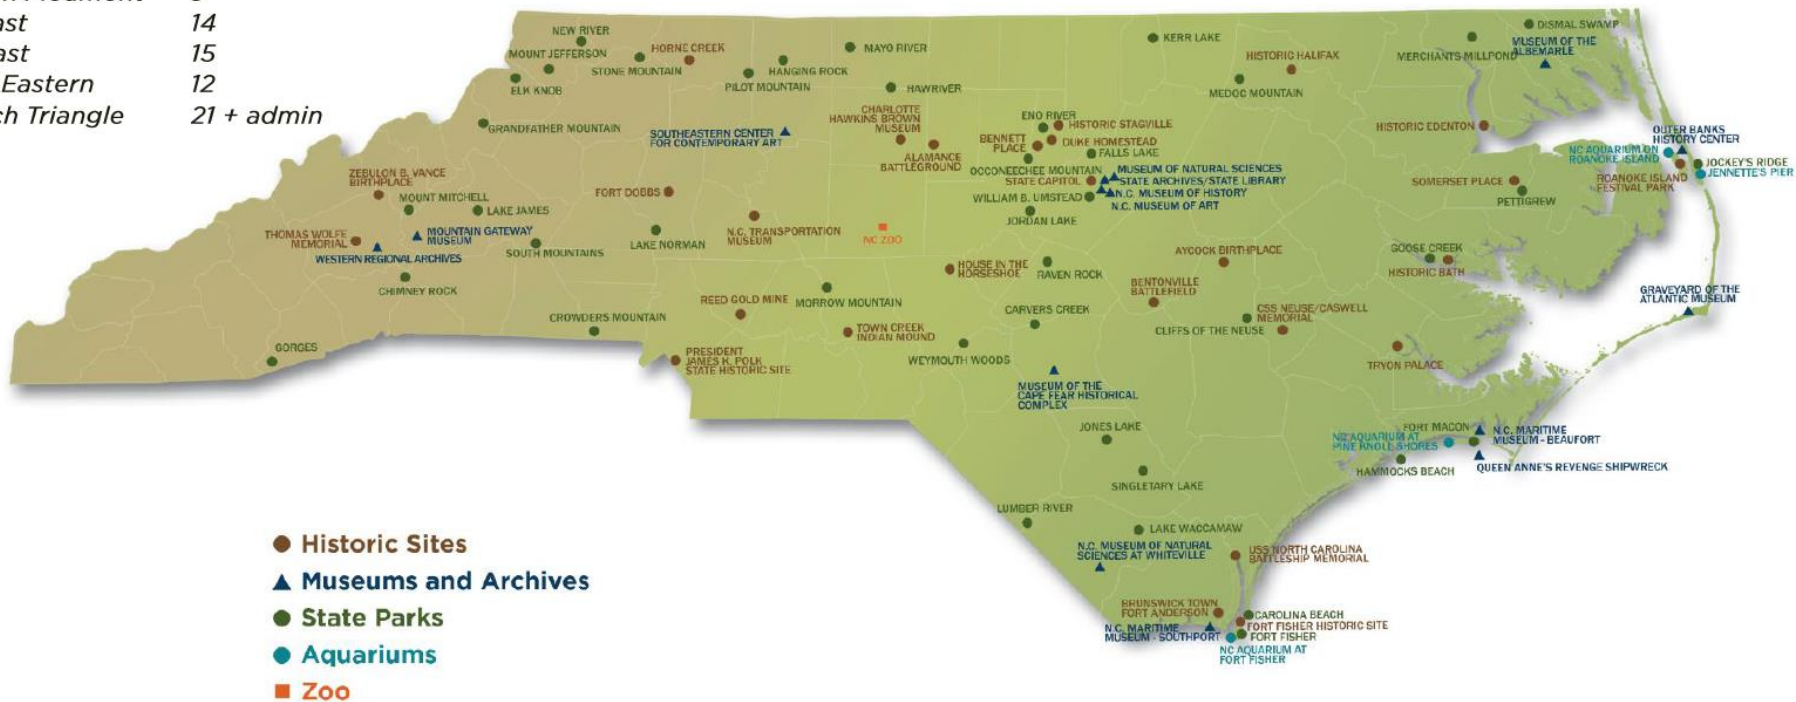 ast 14
ast 15
Eastern 12
ch Triangle 21 + admin
NEW RIVER
MOUNT JEFFERSON
STONE MOUNTAIN
HORNE CREEK
ELK KNOB
PILOT MOUNTAIN
HANGING ROCK
MAYO RIVER
HAWRIVER
KERR LAKE
HISTORIC HALIFAX
MEDOC MOUNTAIN
DISMAL SWAMP
MERCHANTS MILLPOND
MUSEUM OF THE
ALBEMARLE
GRANDFATHER MOUNTAIN
SOUTHEASTERN CENTER
FOR CONTEMPORARY ART
CHARLOTTE
HAWKINS BROWN
MUSEUM
ALAMANCE
BATTLEGROUND
ENO RIVER
HISTORIC STAGVILLE
BENNETT
PLACE
DUKE HOMESTEAD
FALLS LAKE
OCCONEECHEE MOUNTAIN
STATE CAPITOL
WILLIAM B. UMSTEAD
JORDAN LAKE
MUSEUM OF NATURAL SCIENCES
STATE ARCHIVES/STATE LIBRARY
N.C. MUSEUM OF HISTORY
N.C. MUSEUM OF ART
HISTORIC EDENTON
OUTER BANKS
HISTORY CENTER
NC AQUARIUM ON
ROANOKE ISLAND
JOCKEY'S RIDGE
JENNETTE'S PIER
ROANOKE ISLAND
FESTIVAL PARK
SOMERSET PLACE
PETTIGREW
ZEBULON B. VANCE
BIRTHPLACE
MOUNT MITCHELL
LAKE JAMES
FORT DOBBS
THOMAS WOLFE
MEMORIAL
MOUNTAIN GATEWAY
MUSEUM
WESTERN REGIONAL ARCHIVES
SOUTH MOUNTAINS
LAKE NORMAN
N.C. TRANSPORTATION
MUSEUM
NC ZOO
CHIMNEY ROCK
HOUSE IN THE
HORSESHOE
RAVEN ROCK
AYCOCK BIRTHPLACE
BENTONVILLE
BATTLEFIELD
GOOSE CREEK
HISTORIC BATH
GRAVEYARD OF THE
ATLANTIC MUSEUM
REED GOLD MINE
MORROW MOUNTAIN
CARVERS CREEK
CSS NEUSE/CASWELL
MEMORIAL
CLIFFS OF THE NEUSE
CROWDERS MOUNTAIN
TOWN CREEK
INDIAN MOUND
GORGES
PRESIDENT
JAMES K. POLK
STATE HISTORIC SITE
WEYMOUTH WOODS
TRYON PALACE
MUSEUM OF THE
CAPE FEAR HISTORICAL
COMPLEX
JONES LAKE
FORT MACON
NC AQUARIUM AT
PINE KNOLL SHORES
N.C. MARITIME
MUSEUM - BEAUFORT
HAMMOCKS BEACH
QUEEN ANNE'S REVENGE SHIPWRECK
SINGLETARY LAKE
LUMBER RIVER
LAKE WACCAMAW
N.C. MUSEUM OF NATURAL
SCIENCES AT WHITEVILLE
USS NORTH CAROLINA
BATTLESHIP MEMORIAL
BRUNSWICK TOWN
FORT ANDERSON
CAROLINA BEACH
FORT FISHER HISTORIC SITE
N.C. MARITIME
MUSEUM - SOUTHPORT
FORT FISHER
NC AQUARIUM AT
FORT FISHER
Historic Sites
Museums and Archives
State Parks
Aquariums
Zoo